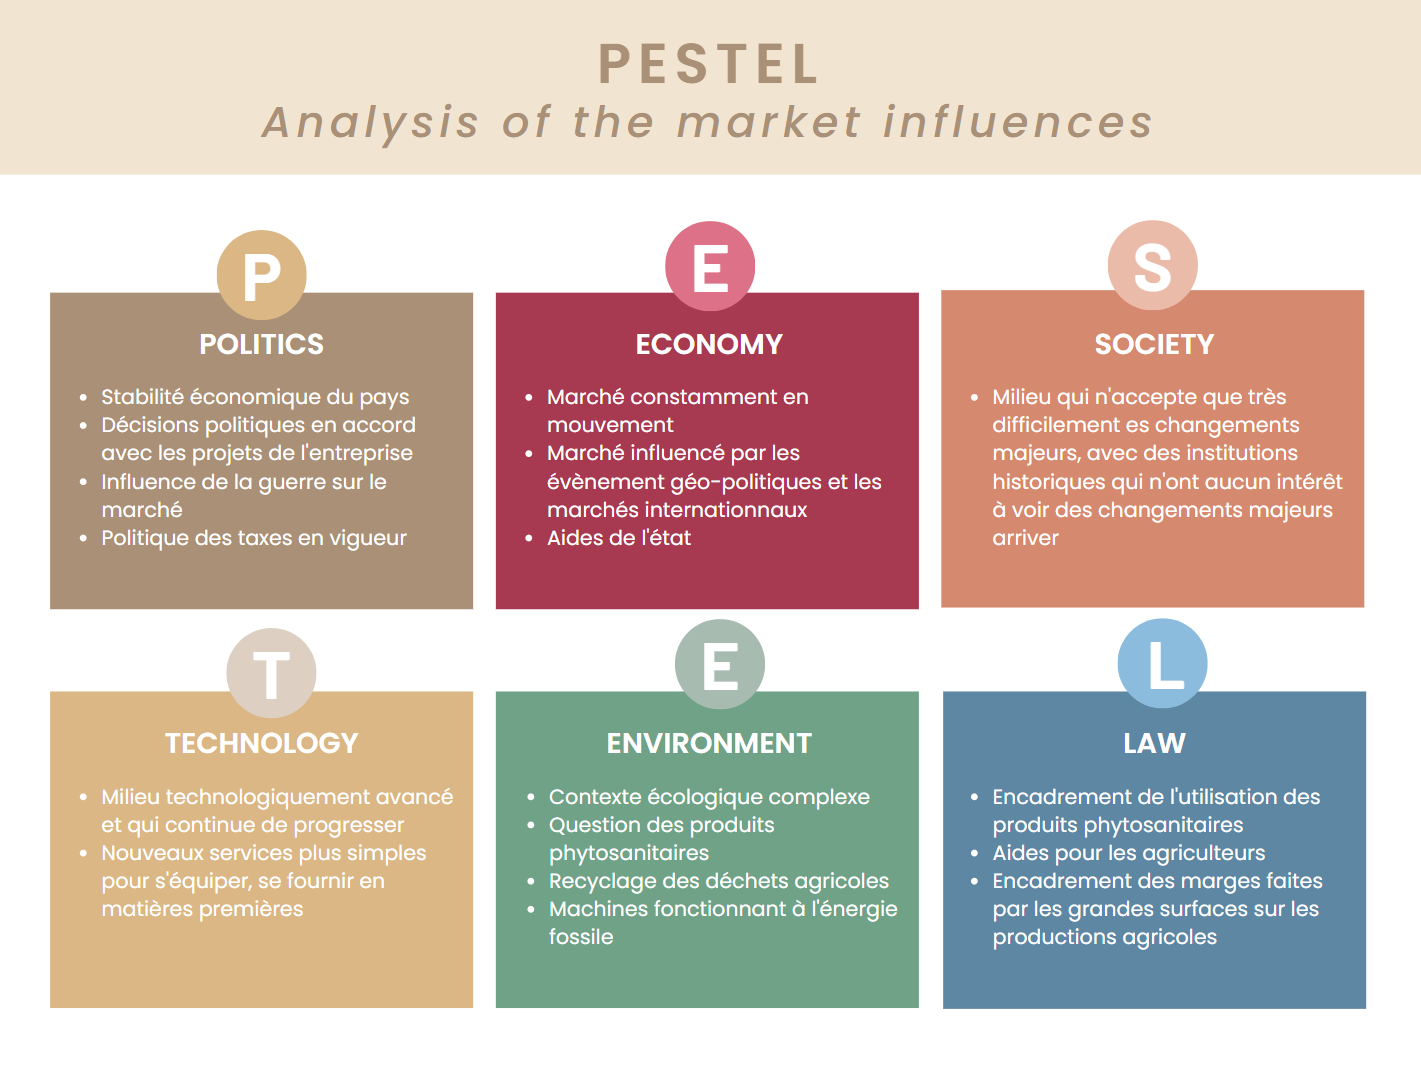 PESTEL
Analysis of the market influences
P
POLITICS
• Stabilité économique du pays
• Décisions politiques en accord
avec les projets de l'entreprise
• Influence de la guerre sur le
marché
• Politique des taxes en vigueur
E
ECONOMY
• Marché constamment en
mouvement
• Marché influencé par les
évènement géo-politiques et les
marchés internationnaux
• Aides de l'état
S
SOCIETY
• Milieu qui n'accepte que très
difficilement es changements
majeurs, avec des institutions
historiques qui n'ont aucun intérêt
à voir des changements majeurs
arriver
T
TECHNOLOGY
• Milieu technologiquement avancé
et qui continue de progresser
• Nouveaux services plus simples
pour s'équiper, se fournir en
matières premières
E
ENVIRONMENT
• Contexte écologique complexe
• Question des produits
phytosanitaires
• Recyclage des déchets agricoles
• Machines fonctionnant à l'énergie
fossile
L
LAW
• Encadrement de l'utilisation des
produits phytosanitaires
• Aides pour les agriculteurs
• Encadrement des marges faites
par les grandes surfaces sur les
productions agricoles